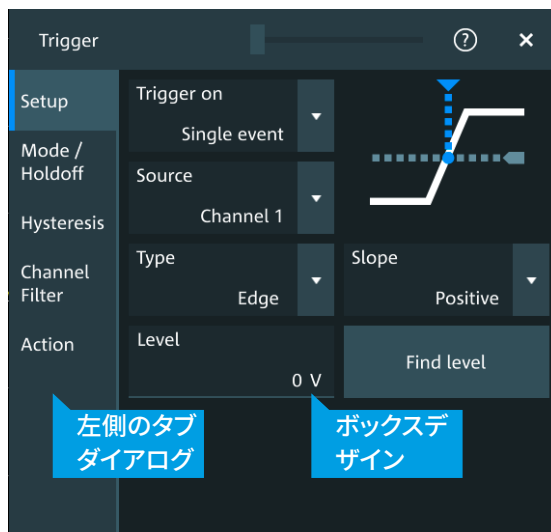 Trigger
?
×
Setup
Mode /
Holdoff
Hysteresis
Channel
Filter
Action
Trigger on
Single event
Source
Channel 1
Type
Edge
Slope
Positive
Level
0 V
Find level
左側のタブ
ダイアログ
ボックスデ
ザイン